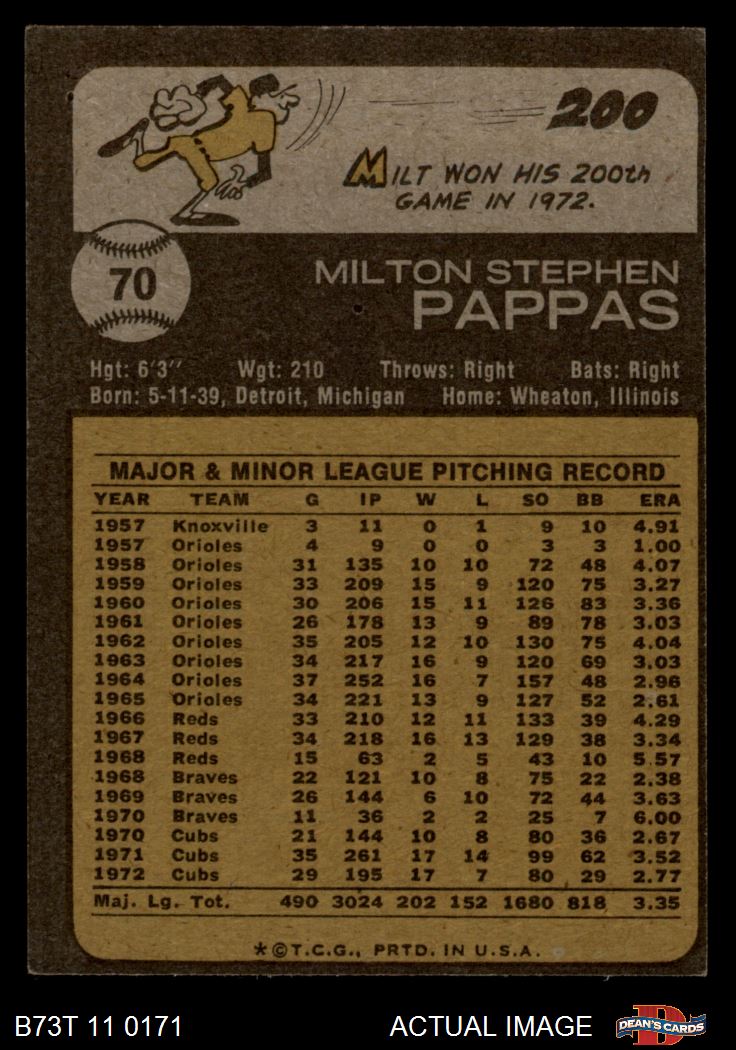 200
MILT WON HIS 200th
GAME IN 1972.
70
MILTON STEPHEN
PAPPAS
Hgt: 6'3" Wgt: 210 Throws: Right Bats: Right
Born: 5-11-39, Detroit, Michigan Home: Wheaton, Illinois
MAJOR & MINOR LEAGUE PITCHING RECORD
YEAR TEAM G IP W L SO BB ERA
1957 Knoxville 3 11 0 1 9 10 4.91
1957 Orioles 4 9 0 0 3 3 1.00
1958 Orioles 31 135 10 10 72 48 4.07
1959 Orioles 33 209 15 9 120 75 3.27
1960 Orioles 30 206 15 11 126 83 3.36
1961 Orioles 26 178 13 9 89 78 3.03
1962 Orioles 35 205 12 10 130 75 4.04
1963 Orioles 34 217 16 9 120 69 3.03
1964 Orioles 37 252 16 7 157 48 2.96
1965 Orioles 34 221 13 9 127 52 2.61
1966 Reds 33 210 12 11 133 39 4.29
1967 Reds 34 218 16 13 129 38 3.34
1968 Reds 15 63 2 5 43 10 5.57
1968 Braves 22 121 10 8 75 22 2.38
1969 Braves 26 144 6 10 72 44 3.63
1970 Braves 11 36 2 2 25 7 6.00
1970 Cubs 21 144 10 8 80 36 2.67
1971 Cubs 35 261 17 14 99 62 3.52
1972 Cubs 29 195 17 7 80 29 2.77
Maj. Lg. Tot. 490 3024 202 152 1680 818 3.35
*©T.C.G., PRTD. IN U.S.A.
B73T 11 0171 ACTUAL IMAGE D DEAN'S CARDS